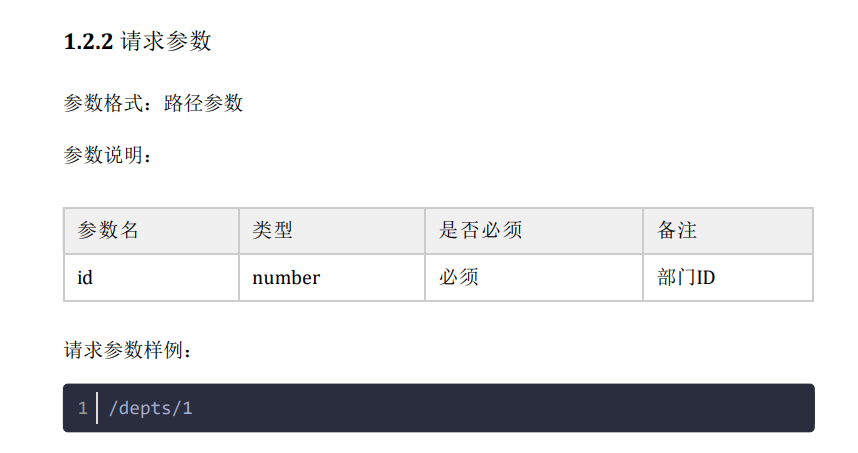 1.2.2 请求参数
参数格式：路径参数
参数说明：
参数名 类型 是否必须 备注
id number 必须 部门ID
请求参数样例：
1 /depts/1